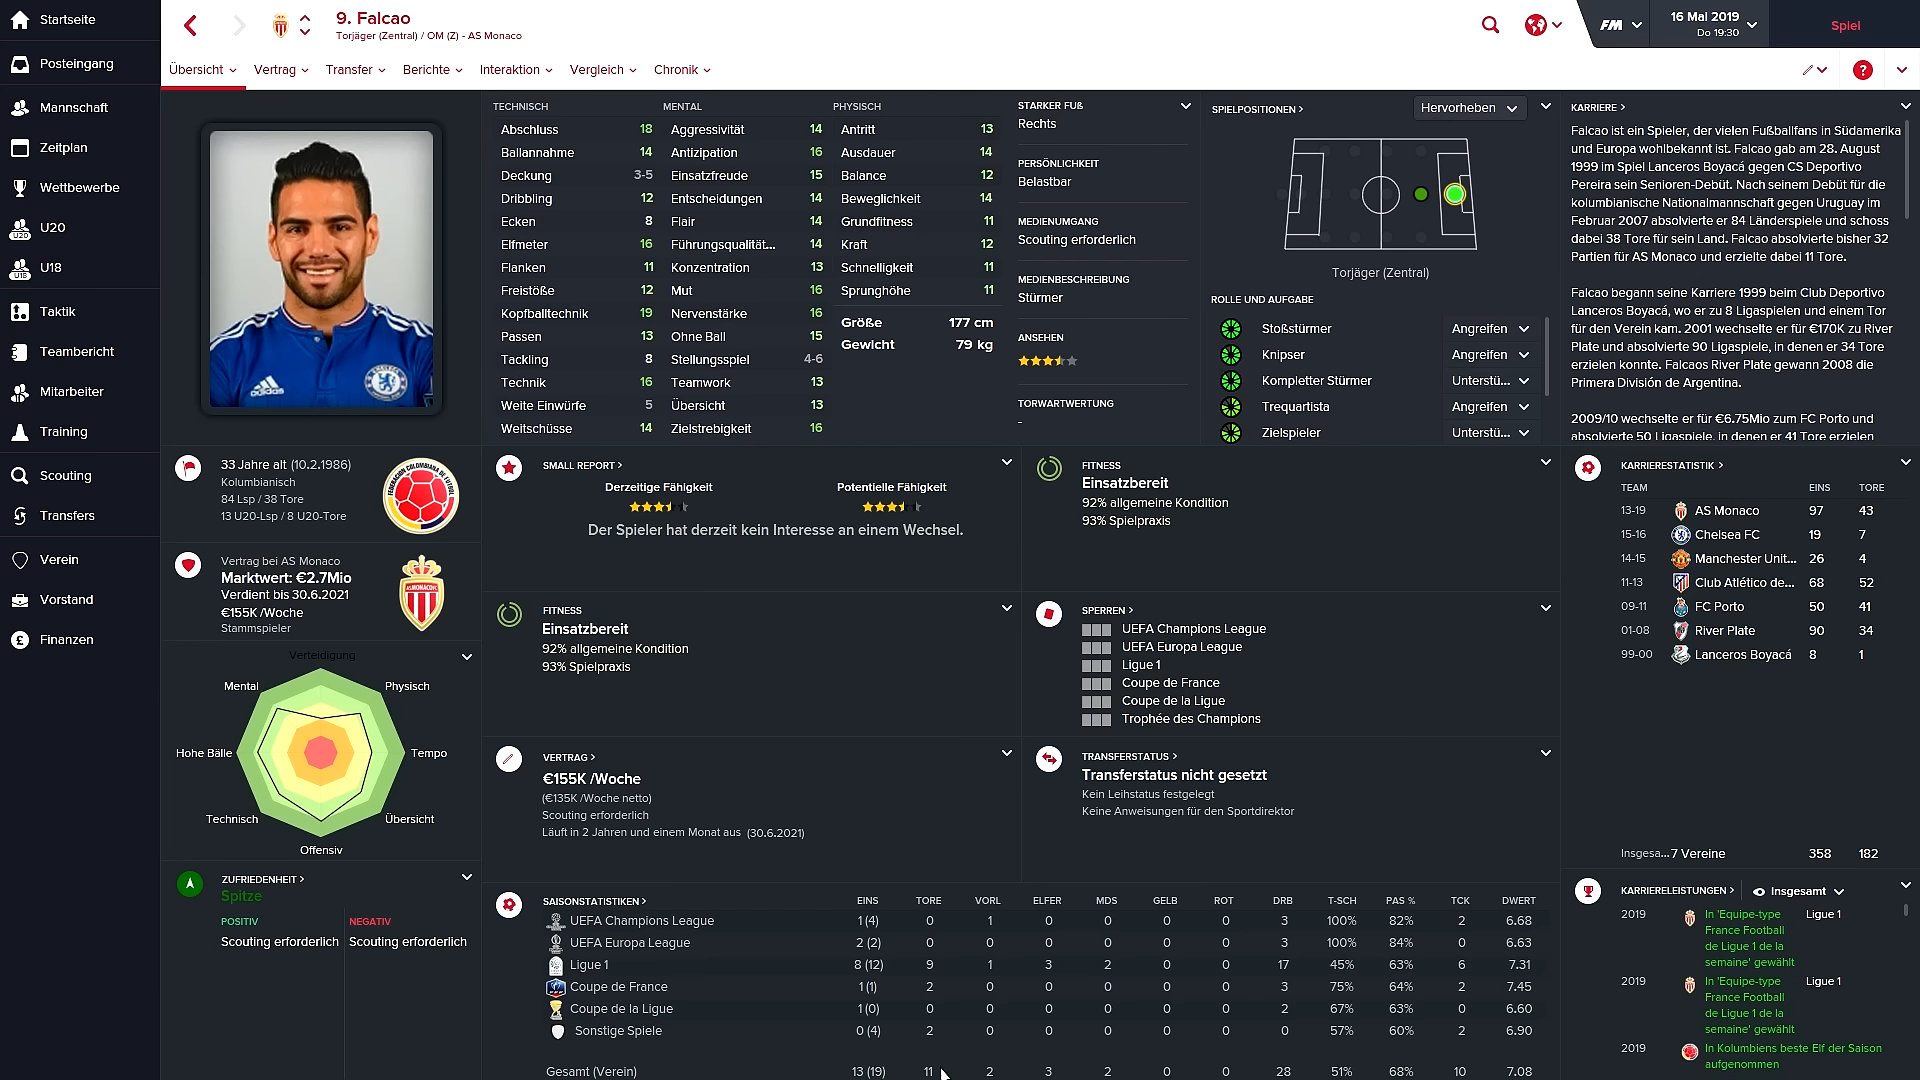 Startseite
Posteingang
Mannschaft
Zeitplan
Wettbewerbe
U20
U18
Taktik
Teambericht
Mitarbeiter
Training
Scouting
Transfers
Verein
Vorstand
Finanzen
9. Falcao
Torjäger (Zentral) / OM (Z) - AS Monaco
FM
16 Mai 2019
Do 19:30
Spiel
Übersicht Vertrag Transfer Berichte Interaktion Vergleich Chronik
TECHNISCH
Abschluss 18
Ballannahme 14
Deckung 3-5
Dribbling 12
Ecken 8
Elfmeter 16
Flanken 11
Freistöße 12
Kopfballtechnik 19
Passen 13
Tackling 8
Technik 16
Weite Einwürfe 5
Weitschüsse 14
MENTAL
Aggressivität 14
Antizipation 16
Einsatzfreude 15
Entscheidungen 14
Flair 14
Führungsqualität... 14
Konzentration 13
Mut 16
Nervenstärke 16
Ohne Ball 15
Stellungsspiel 4-6
Teamwork 13
Übersicht 13
Zielstrebigkeit 16
PHYSISCH
Antritt 13
Ausdauer 14
Balance 12
Beweglichkeit 14
Grundfitness 11
Kraft 12
Schnelligkeit 11
Sprunghöhe 11
Größe 177 cm
Gewicht 79 kg
STARKER FUß
Rechts
PERSÖNLICHKEIT
Belastbar
MEDIENUMGANG
Scouting erforderlich
MEDIENBESCHREIBUNG
Stürmer
ANSEHEN
TORWARTWERTUNG
-
SPIELPOSITIONEN >
Hervorheben
Torjäger (Zentral)
ROLLE UND AUFGABE
Stoßstürmer Angreifen
Knipser Angreifen
Kompletter Stürmer Unterstü...
Trequartista Angreifen
Zielspieler Unterstü...
KARRIERE >
Falcao ist ein Spieler, der vielen Fußballfans in Südamerika
und Europa wohlbekannt ist. Falcao gab am 28. August
1999 im Spiel Lanceros Boyacá gegen CS Deportivo
Pereira sein Senioren-Debüt. Nach seinem Debüt für die
kolumbianische Nationalmannschaft gegen Uruguay im
Februar 2007 absolvierte er 84 Länderspiele und schoss
dabei 38 Tore für sein Land. Falcao absolvierte bisher 32
Partien für AS Monaco und erzielte dabei 11 Tore.
Falcao begann seine Karriere 1999 beim Club Deportivo
Lanceros Boyacá, wo er zu 8 Ligaspielen und einem Tor
für den Verein kam. 2001 wechselte er für €170K zu River
Plate und absolvierte 90 Ligaspiele, in denen er 34 Tore
erzielen konnte. Falcaos River Plate gewann 2008 die
Primera División de Argentina.
2009/10 wechselte er für €6.75Mio zum FC Porto und
absolvierte 50 Ligaspiele, in denen er 41 Tore erzielen
33 Jahre alt (10.2.1986)
Kolumbianisch
84 Lsp / 38 Tore
13 U20-Lsp / 8 U20-Tore
Vertrag bei AS Monaco
Marktwert: €2.7Mio
Verdient bis 30.6.2021
€155K /Woche
Stammspieler
Verteidigung
Mental Physisch
Hohe Bälle Tempo
Technisch Übersicht
Offensiv
ZUFRIEDENHEIT >
Spitze
POSITIV NEGATIV
Scouting erforderlich Scouting erforderlich
SMALL REPORT >
Derzeitige Fähigkeit Potentielle Fähigkeit
Der Spieler hat derzeit kein Interesse an einem Wechsel.
FITNESS
Einsatzbereit
92% allgemeine Kondition
93% Spielpraxis
FITNESS
Einsatzbereit
92% allgemeine Kondition
93% Spielpraxis
SPERREN >
UEFA Champions League
UEFA Europa League
Ligue 1
Coupe de France
Coupe de la Ligue
Trophée des Champions
VERTRAG >
€155K /Woche
(€135K /Woche netto)
Scouting erforderlich
Läuft in 2 Jahren und einem Monat aus (30.6.2021)
TRANSFERSTATUS >
Transferstatus nicht gesetzt
Kein Leihstatus festgelegt
Keine Anweisungen für den Sportdirektor
SAISONSTATISTIKEN > EINS TORE VORL ELFER MDS GELB ROT DRB T-SCH PAS % TCK DWERT
UEFA Champions League 1 (4) 0 1 0 0 0 0 3 100% 82% 2 6.68
UEFA Europa League 2 (2) 0 0 0 0 0 0 3 100% 84% 0 6.63
Ligue 1 8 (12) 9 1 3 2 0 0 17 45% 63% 6 7.31
Coupe de France 1 (1) 2 0 0 0 0 0 3 75% 64% 2 7.45
Coupe de la Ligue 1 (0) 0 0 0 0 0 0 2 67% 63% 0 6.60
Sonstige Spiele 0 (4) 2 0 0 0 0 0 0 57% 60% 2 6.90
Gesamt (Verein) 13 (19) 11 2 3 2 0 0 28 51% 68% 10 7.08
KARRIERESTATISTIK >
TEAM EINS TORE
13-19 AS Monaco 97 43
15-16 Chelsea FC 19 7
14-15 Manchester Unit... 26 4
11-13 Club Atlético de... 68 52
09-11 FC Porto 50 41
01-08 River Plate 90 34
99-00 Lanceros Boyacá 8 1
Insgesa... 7 Vereine 358 182
KARRIERELEISTUNGEN > Insgesamt
2019 In 'Equipe-type Ligue 1
France Football
de Ligue 1 de la
semaine' gewählt
2019 In 'Equipe-type Ligue 1
France Football
de Ligue 1 de la
semaine' gewählt
2019 In Kolumbiens beste Elf der Saison
aufgenommen